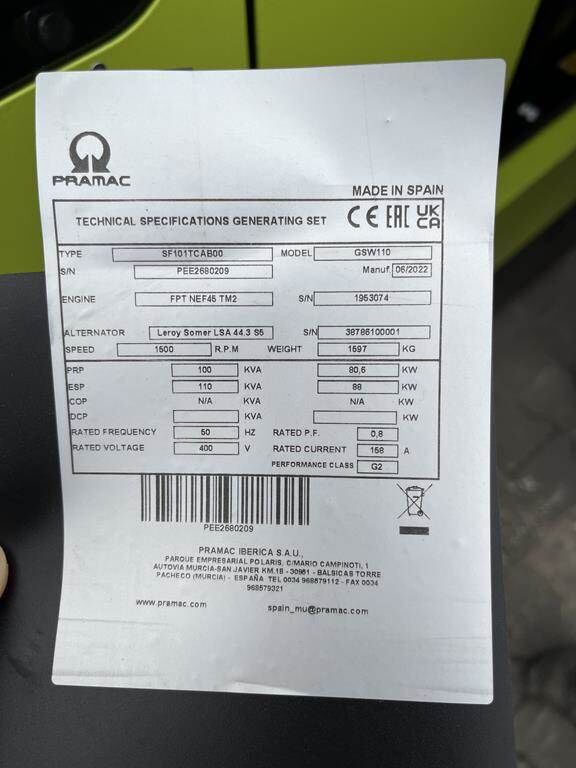 PRAMAC
MADE IN SPAIN
TECHNICAL SPECIFICATIONS GENERATING SET CE EAC UKCA
TYPE SF101TCAB00 MODEL GSW110
S/N PEE2680209 Manuf. 06/2022
ENGINE FPT NEF45 TM2 S/N 1953074
ALTERNATOR Leroy Somer LSA 44.3 S5 S/N 38786100001
SPEED 1500 R.P.M WEIGHT 1697 KG
PRP 100 KVA 80,6 KW
ESP 110 KVA 88 KW
COP N/A KVA N/A KW
DCP KVA KW
RATED FREQUENCY 50 HZ RATED P.F. 0,8
RATED VOLTAGE 400 V RATED CURRENT 158 A
PERFORMANCE CLASS G2
PEE2680209
PRAMAC IBERICA S.A.U.,
PARQUE EMPRESARIAL POLARIS, C/MARIO CAMPINOTI, 1
AUTOVIA MURCIA-SAN JAVIER KM.18 - 30591 - BALSICAS TORRE
PACHECO (MURCIA) - ESPAÑA TEL 0034 968579112 - FAX 0034
968579321
www.pramac.com spain_mu@pramac.com